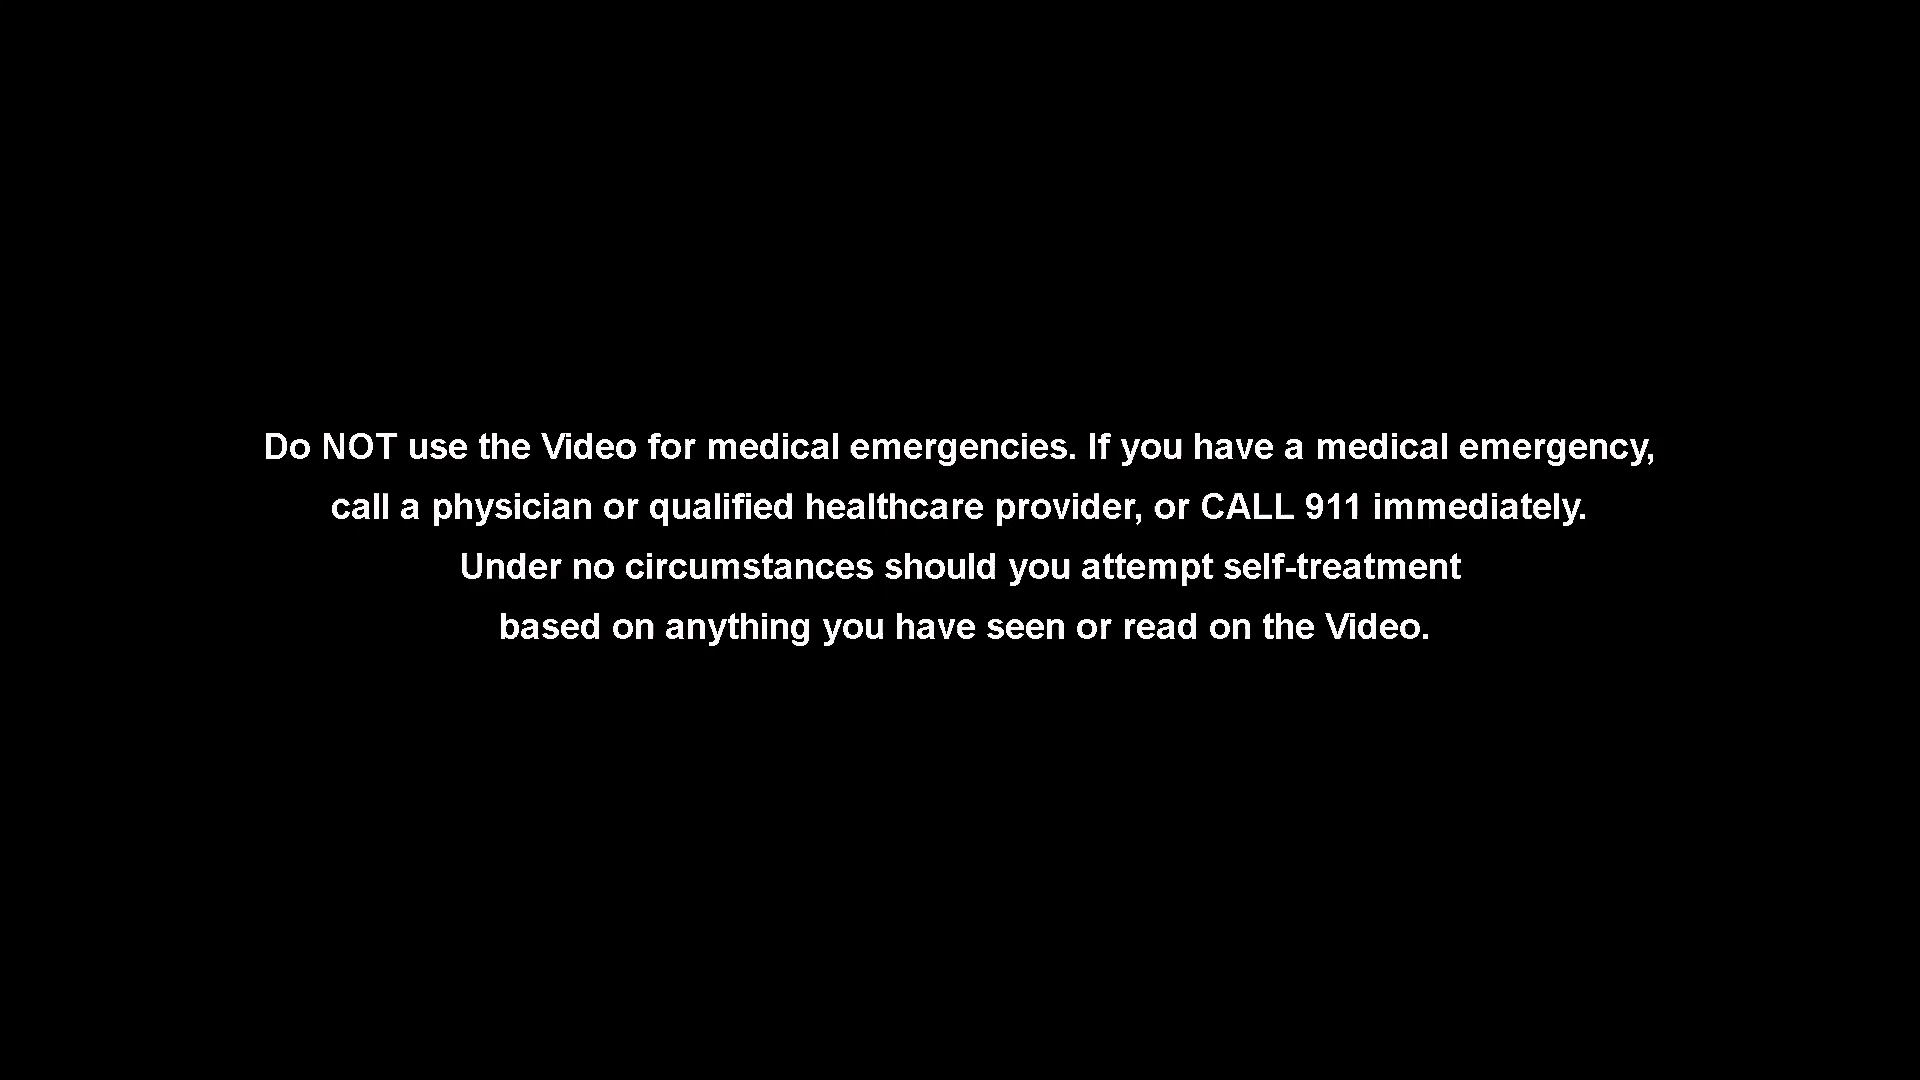 Do NOT use the Video for medical emergencies. If you have a medical emergency,
call a physician or qualified healthcare provider, or CALL 911 immediately.
Under no circumstances should you attempt self-treatment
based on anything you have seen or read on the Video.